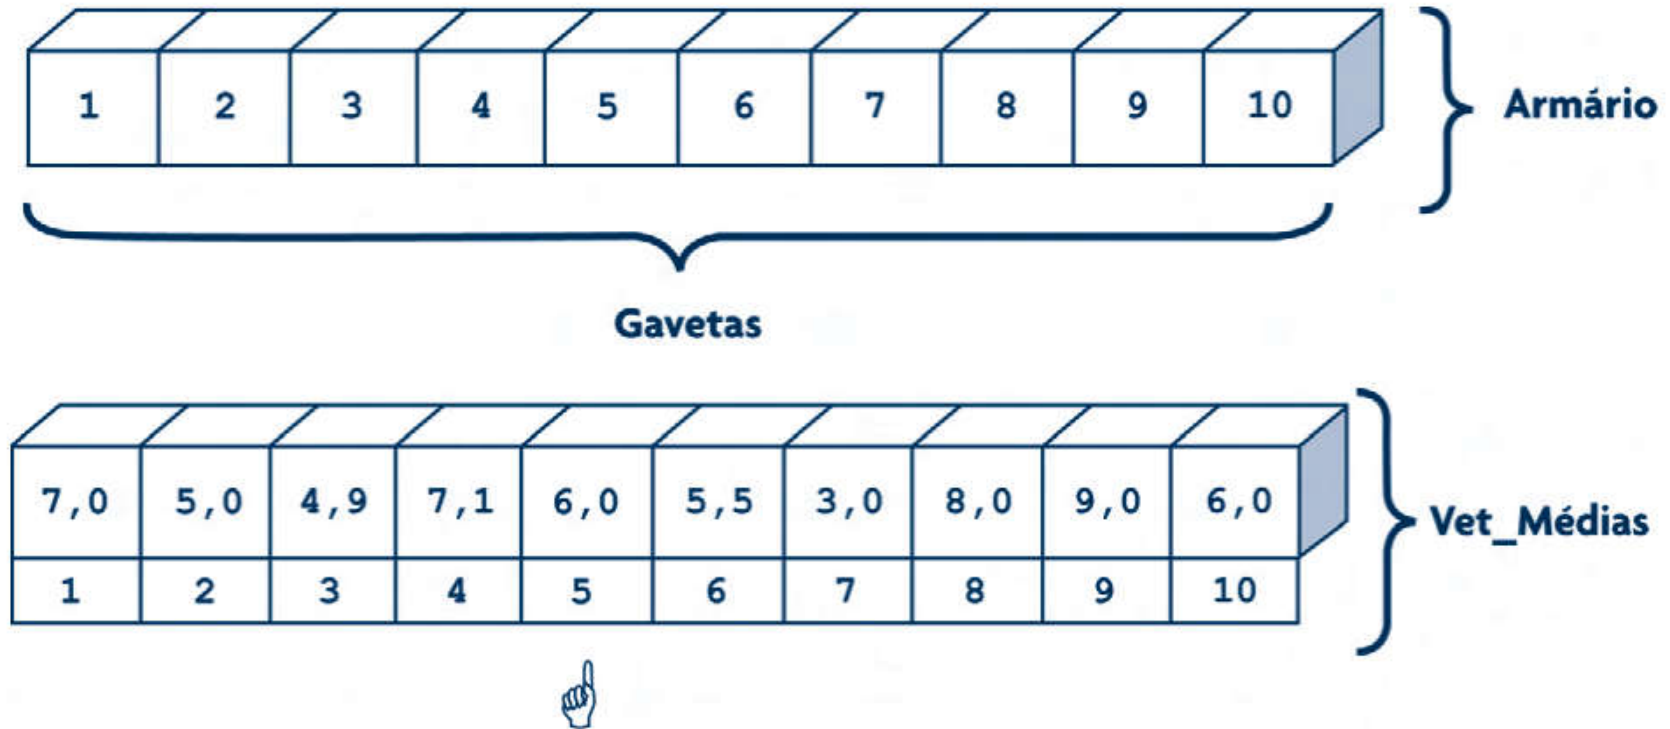 1 2 3 4 5 6 7 8 9 10 Armário
Gavetas
7,0 5,0 4,9 7,1 6,0 5,5 3,0 8,0 9,0 6,0
Vet_Médias
1 2 3 4 5 6 7 8 9 10